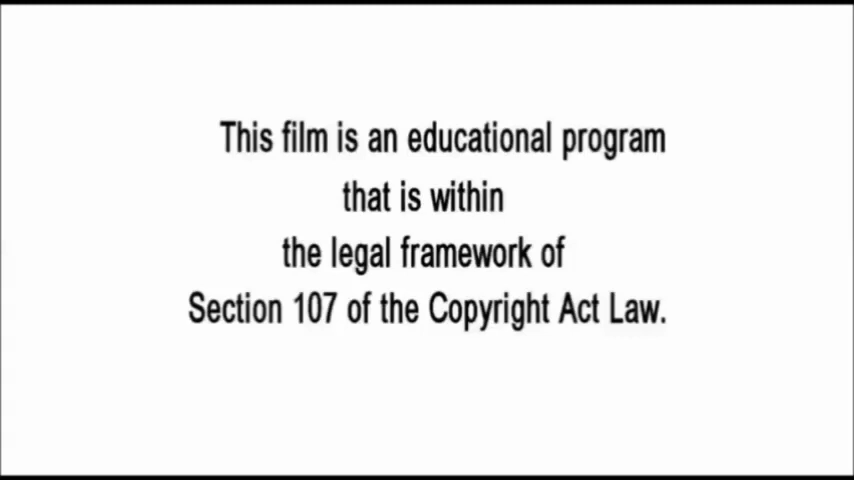 This film is an educational program
that is within
the legal framework of
Section 107 of the Copyright Act Law.